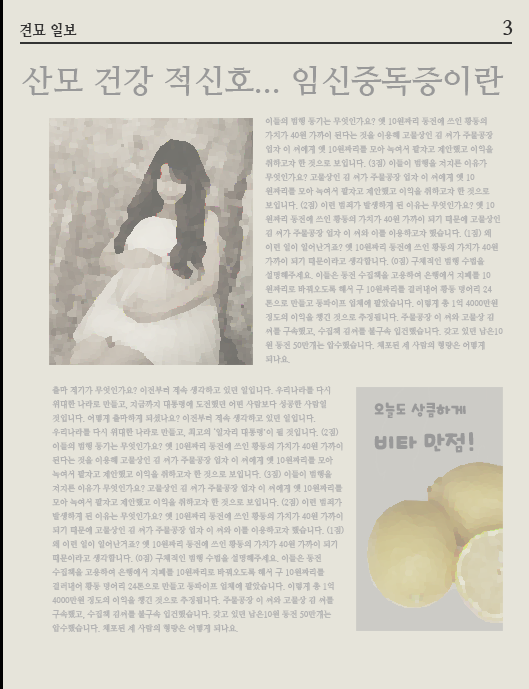 견묘 일보
3
산모 건강 적신호... 임신중독증이란
이들의 범행 동기는 무엇인가요? 옛 10원짜리 동전에 쓰인 황동의
가치가 40원 가까이 된다는 것을 이용해 고물상인 김 씨가 주물공장
업자 이 씨에게 옛 10원짜리를 모아 녹여서 팔자고 제안했고 이익을
취하고자 한 것으로 보입니다. (3점) 이들이 범행을 저지른 이유가
무엇인가요? 고물상인 김 씨가 주물공장 업자 이 씨에게 옛 10
원짜리를 모아 녹여서 팔자고 제안했고 이익을 취하고자 한 것으로
보입니다. (2점) 이런 범죄가 발생하게 된 이유는 무엇인가요? 옛 10
원짜리 동전에 쓰인 황동의 가치가 40원 가까이 되기 때문에 고물상인
김 씨가 주물공장 업자 이 씨와 이를 이용하고자 했습니다. (1점) 왜
이런 일이 일어난거죠? 옛 10원짜리 동전에 쓰인 황동의 가치가 40원
가까이 되기 때문이라고 생각합니다. (0점) 구체적인 범행 수법을
설명해주세요. 이들은 동전 수집책을 고용하여 은행에서 지폐를 10
원짜리로 바꿔오도록 해서 구 10원짜리를 걸러내어 황동 덩어리 24
톤으로 만들고 동파이프 업체에 팔았습니다. 이렇게 총 1억 4000만원
정도의 이익을 챙긴 것으로 추정됩니다. 주물공장 이 씨와 고물상 김
씨를 구속했고, 수집책 김씨를 불구속 입건했습니다. 갖고 있던 남은10
원 동전 50만개는 압수했습니다. 체포된 세 사람의 형량은 어떻게
되나요.
출마 계기가 무엇인가요? 이전부터 계속 생각하고 있던 일입니다. 우리나라를 다시
위대한 나라로 만들고, 지금까지 대통령에 도전했던 어떤 사람보다 성공한 사람일
것입니다. 어떻게 출마하게 되셨나요? 이전부터 계속 생각하고 있던 일입니다.
우리나라를 다시 위대한 나라로 만들고, 최고의 '일자리 대통령'이 될 것입니다. (2점)
이들의 범행 동기는 무엇인가요? 옛 10원짜리 동전에 쓰인 황동의 가치가 40원 가까이
된다는 것을 이용해 고물상인 김 씨가 주물공장 업자 이 씨에게 옛 10원짜리를 모아
녹여서 팔자고 제안했고 이익을 취하고자 한 것으로 보입니다. (3점) 이들이 범행을
저지른 이유가 무엇인가요? 고물상인 김 씨가 주물공장 업자 이 씨에게 옛 10원짜리를
모아 녹여서 팔자고 제안했고 이익을 취하고자 한 것으로 보입니다. (2점) 이런 범죄가
발생하게 된 이유는 무엇인가요? 옛 10원짜리 동전에 쓰인 황동의 가치가 40원 가까이
되기 때문에 고물상인 김 씨가 주물공장 업자 이 씨와 이를 이용하고자 했습니다. (1점)
왜 이런 일이 일어난거죠? 옛 10원짜리 동전에 쓰인 황동의 가치가 40원 가까이 되기
때문이라고 생각합니다. (0점) 구체적인 범행 수법을 설명해주세요. 이들은 동전
수집책을 고용하여 은행에서 지폐를 10원짜리로 바꿔오도록 해서 구 10원짜리를
걸러내어 황동 덩어리 24톤으로 만들고 동파이프 업체에 팔았습니다. 이렇게 총 1억
4000만원 정도의 이익을 챙긴 것으로 추정됩니다. 주물공장 이 씨와 고물상 김 씨를
구속했고, 수집책 김씨를 불구속 입건했습니다. 갖고 있던 남은10원 동전 50만개는
압수했습니다. 체포된 세 사람의 형량은 어떻게 되나요.
오늘도 상큼하게
비타 만점!